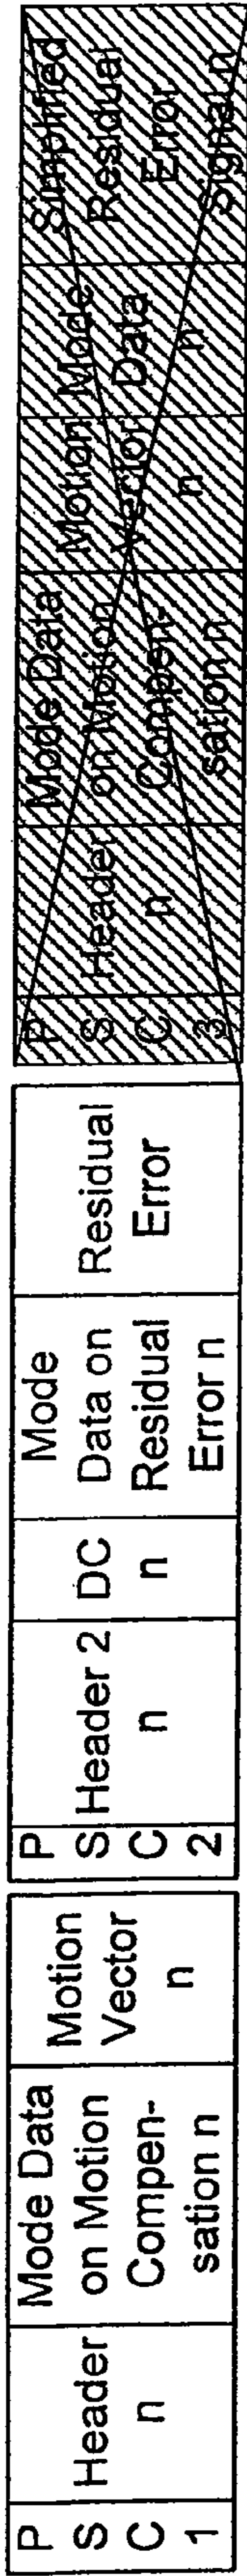 P
S
C
1
Header
n
Mode Data
on Motion
Compen-
sation n
Motion
Vector
n
P
S
C
2
Header 2
n
DC
n
Mode
Data on
Residual
Error n
Residual
Error
P
S
C
3
Header
n
Mode Data
on Motion
Compen-
sation n
Motion
Vector
n
Mode
Data
n
Simplified
Residual
Error
Signal n